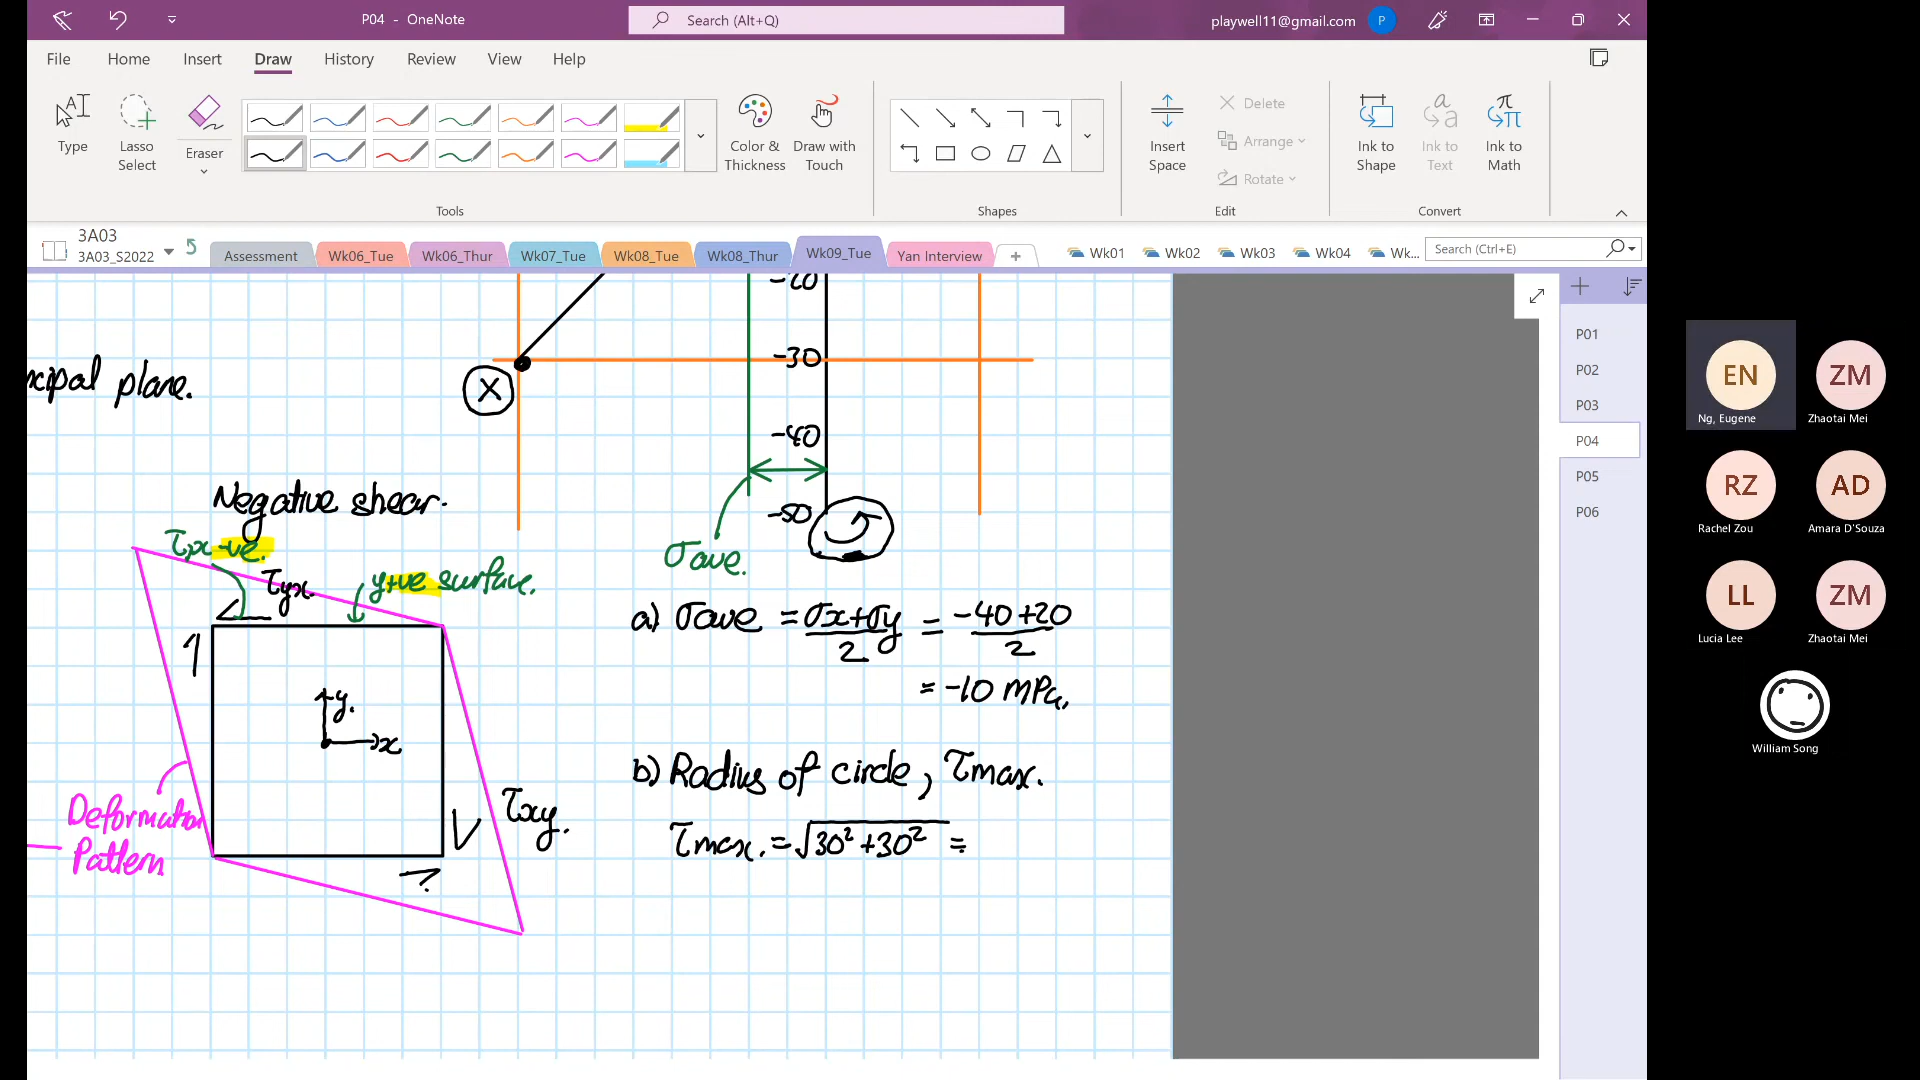 P04 - OneNote
Search (Alt+Q)
playwell11@gmail.com
P
File Home Insert Draw History View Help
Type
Lasso Select
Eraser
Color & Thickness
Draw with Touch
Insert Space
Delete
Arrange
Rotate
Ink to Shape
Ink to Text
Ink to Math
Tools
Shapes
Edit
Convert
3A03
3A03_S2022
Assessment
Wk06_Tue
Wk06_Thur
Wk07_Tue
Wk08_Tue
Wk08_Thur
Wk09_Tue
Yan Interview
Wk01
Wk02
Wk03
Wk04
Wk...
Search (Ctrl+E)
P01
P02
P03
P04
P05
P06
-20
-30
-40
-50
ncipal plane.
X
Negative shear.
-ve.
τyx.
y+ve surface.
σave.
y.
x
τxy.
Deformation
Pattern
a) σave = σx+σy/2 = -40+20/2
= -10 MPa.
b) Radius of circle, τmax.
τmax. = √30²+30² =
EN
Ng, Eugene
ZM
Zhaotai Mei
RZ
Rachel Zou
AD
Amara D'Souza
LL
Lucia Lee
ZM
Zhaotai Mei
William Song